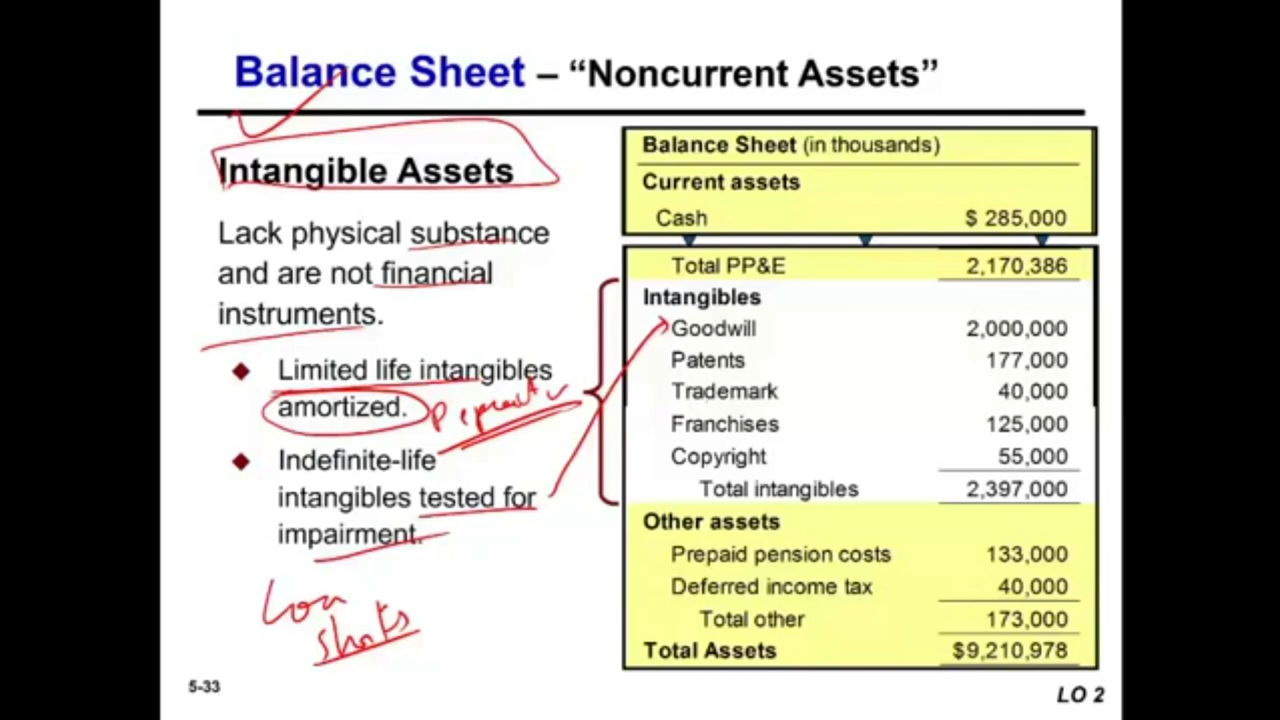 Balance Sheet – “Noncurrent Assets”
Intangible Assets
Lack physical substance
and are not financial
instruments.
Limited life intangibles
amortized.
Indefinite-life
intangibles tested for
impairment.
Balance Sheet (in thousands)
Current assets
Cash $ 285,000
Total PP&E 2,170,386
Intangibles
Goodwill 2,000,000
Patents 177,000
Trademark 40,000
Franchises 125,000
Copyright 55,000
Total intangibles 2,397,000
Other assets
Prepaid pension costs 133,000
Deferred income tax 40,000
Total other 173,000
Total Assets $9,210,978
5-33
LO 2